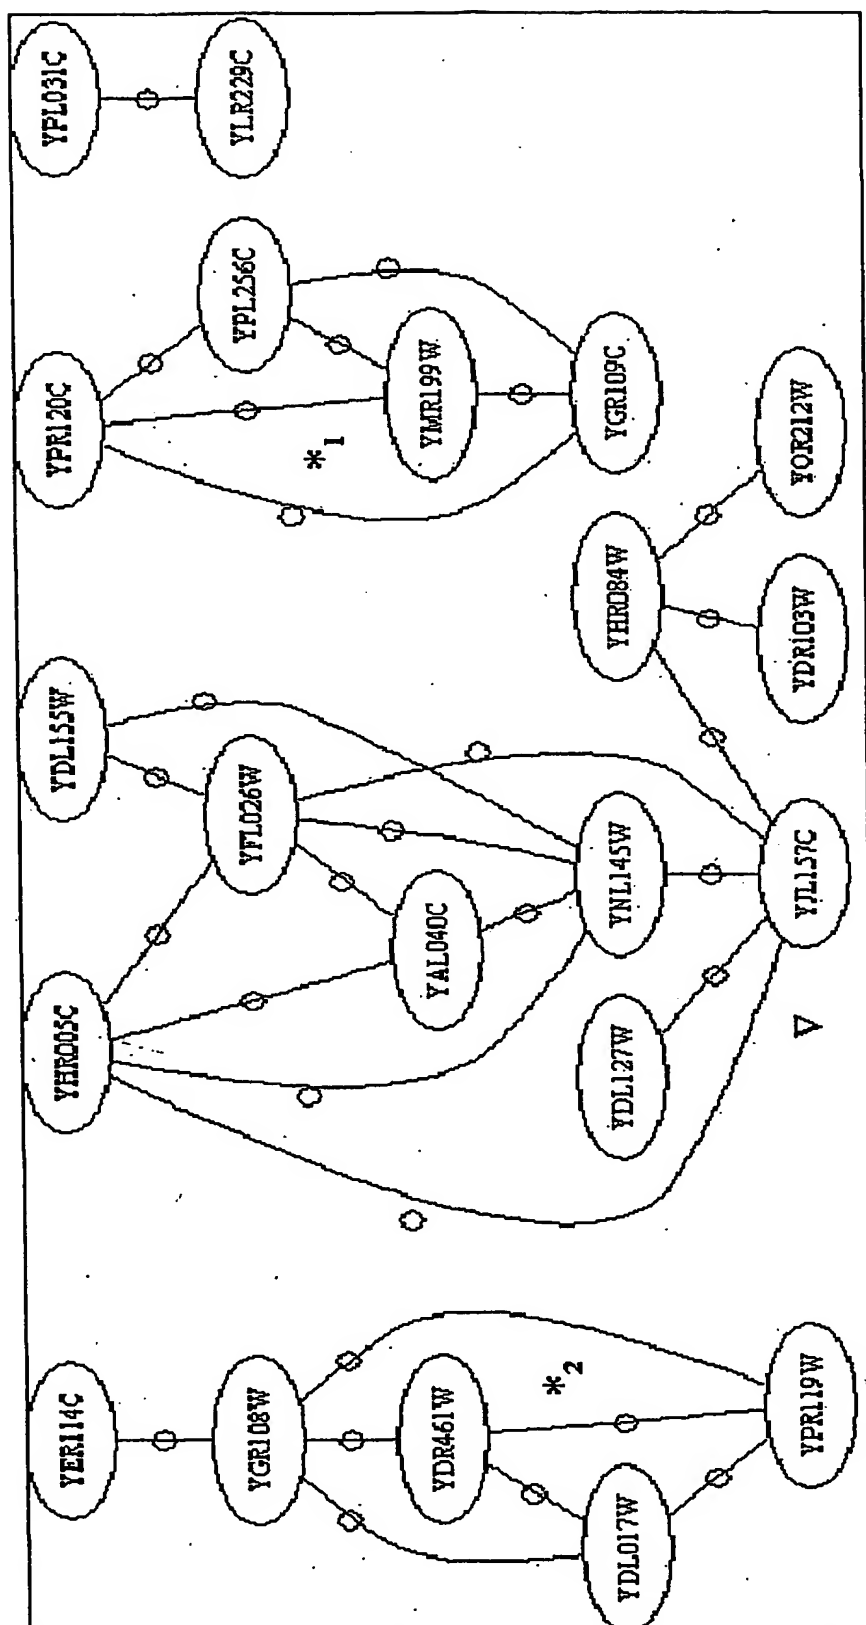 YER114C
YHR005C
YDL155W
YPR120C
YPL031C
YGR108W
YFL026W
YPL256C
YLR229C
*1
YDR461W
YAL040C
YMR199W
*2
YDL017W
YDL127W
YNL145W
YHR084W
YGR109C
YPR119W
∇
YJL157C
YDR103W
YOR212W